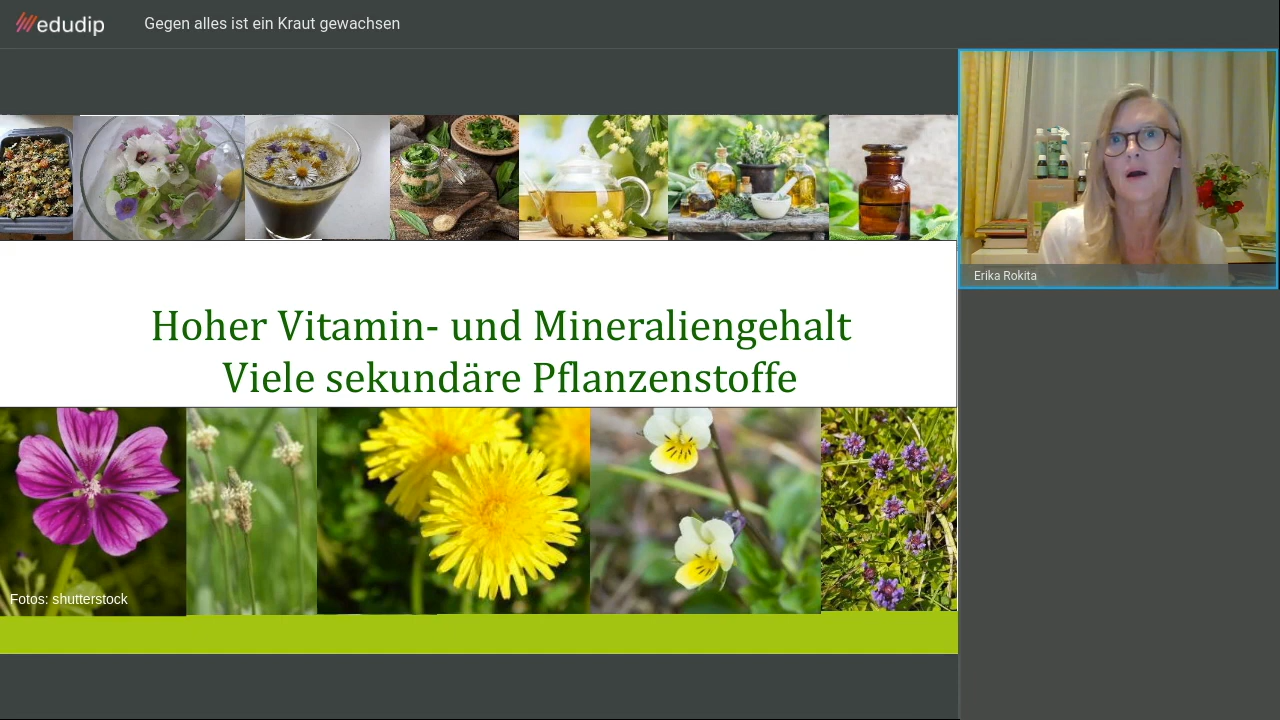 edudip
Gegen alles ist ein Kraut gewachsen
Hoher Vitamin- und Mineraliengehalt
Viele sekundäre Pflanzenstoffe
Erika Rokita
Fotos: shutterstock